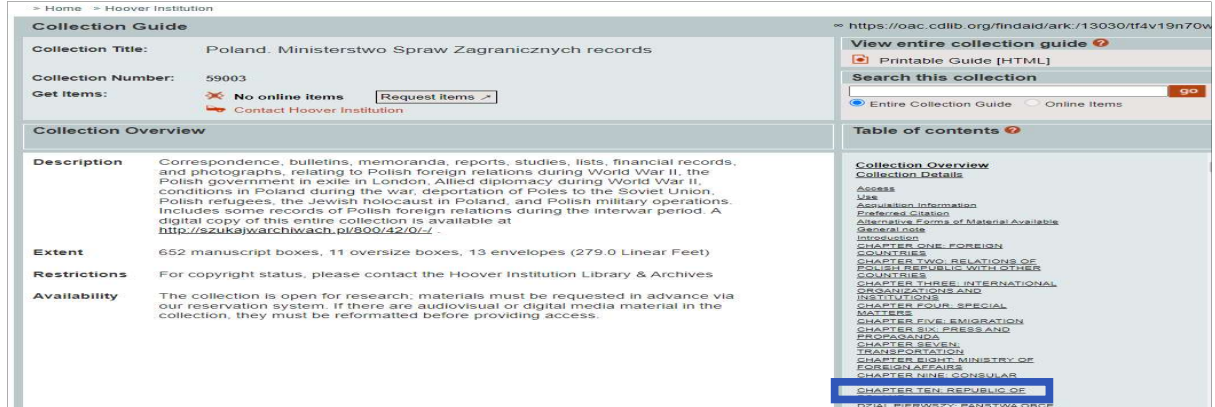 > Home > Hoover Institution
Collection Guide
Collection Title: Poland. Ministerstwo Spraw Zagranicznych records
Collection Number: 59003
Get Items: No online items Request items ↗
Contact Hoover Institution
Collection Overview
Description Correspondence, bulletins, memoranda, reports, studies, lists, financial records,
and photographs, relating to Polish foreign relations during World War II, the
Polish government in exile in London, Allied diplomacy during World War II,
conditions in Poland during the war, deportation of Poles to the Soviet Union,
Polish refugees, the Jewish holocaust in Poland, and Polish military operations.
Includes some records of Polish foreign relations during the interwar period. A
digital copy of this entire collection is available at
http://szukajwarchiwach.pl/800/42/0/-/ .
Extent 652 manuscript boxes, 11 oversize boxes, 13 envelopes (279.0 Linear Feet)
Restrictions For copyright status, please contact the Hoover Institution Library & Archives
Availability The collection is open for research; materials must be requested in advance via
our reservation system. If there are audiovisual or digital media material in the
collection, they must be reformatted before providing access.
https://oac.cdlib.org/findaid/ark:/13030/tf4v19n70w
View entire collection guide ?
Printable Guide [HTML]
Search this collection
go
Entire Collection Guide Online Items
Table of contents ?
Collection Overview
Collection Details
Access
Use
Acquisition Information
Preferred Citation
Alternative Forms of Material Available
General note
Introduction
CHAPTER ONE: FOREIGN
COUNTRIES
CHAPTER TWO: RELATIONS OF
POLISH REPUBLIC WITH OTHER
COUNTRIES
CHAPTER THREE: INTERNATIONAL
ORGANIZATIONS AND
INSTITUTIONS
CHAPTER FOUR: SPECIAL
MATTERS
CHAPTER FIVE: EMIGRATION
CHAPTER SIX: PRESS AND
PROPAGANDA
CHAPTER SEVEN:
TRANSPORTATION
CHAPTER EIGHT: MINISTRY OF
FOREIGN AFFAIRS
CHAPTER NINE: CONSULAR
CHAPTER TEN: REPUBLIC OF
DZIAŁ PIERWSZY: PAŃSTWA OBCE